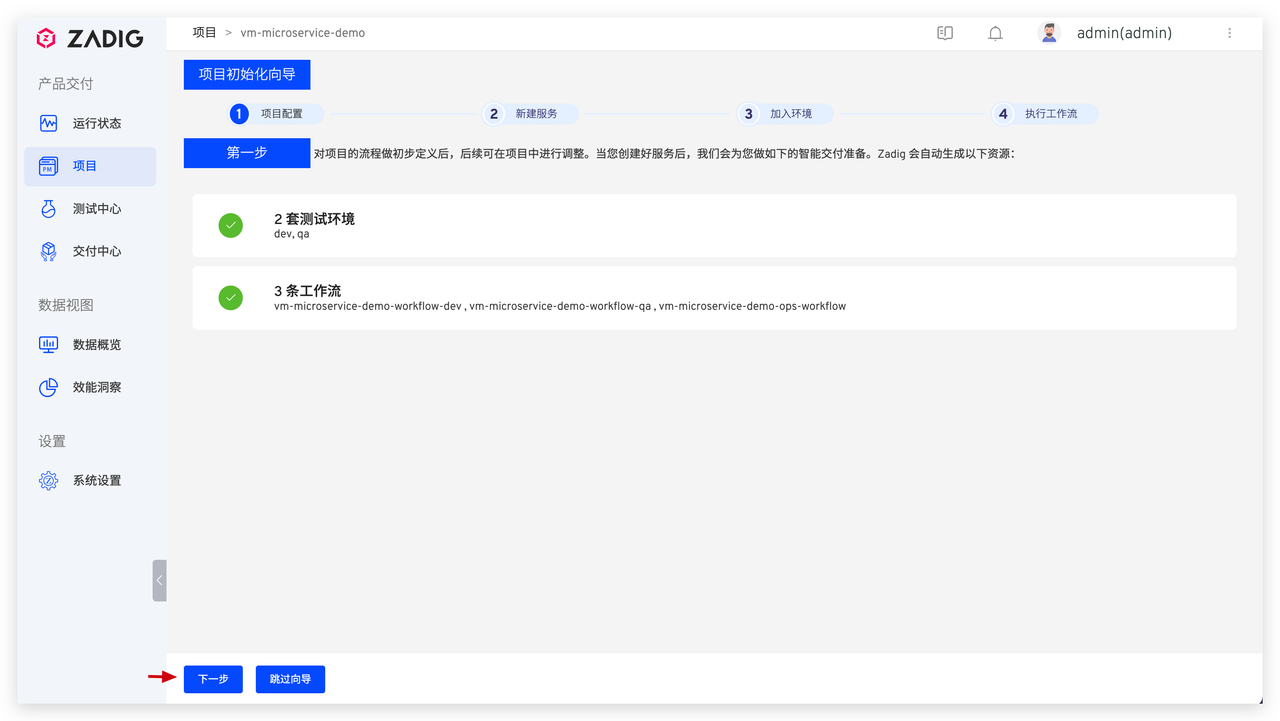 ZADIG
项目 > vm-microservice-demo
admin(admin)
产品交付
运行状态
PM
项目
测试中心
交付中心
数据视图
数据概览
效能洞察
设置
系统设置
项目初始化向导
1 项目配置
2 新建服务
3 加入环境
4 执行工作流
第一步
对项目的流程做初步定义后，后续可在项目中进行调整。当您创建好服务后，我们会为您做如下的智能交付准备。Zadig 会自动生成以下资源：
2 套测试环境
dev, qa
3 条工作流
vm-microservice-demo-workflow-dev , vm-microservice-demo-workflow-qa , vm-microservice-demo-ops-workflow
下一步
跳过向导